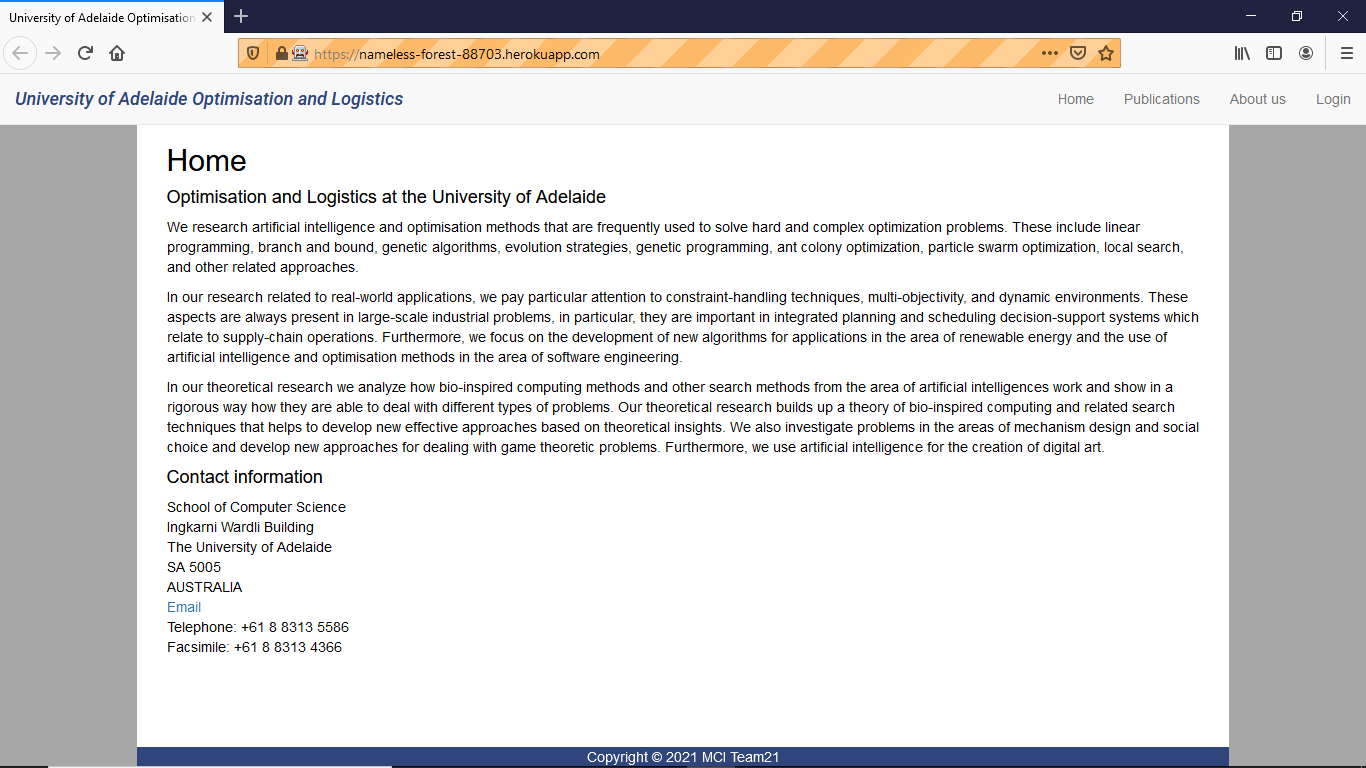 University of Adelaide Optimisation
https://nameless-forest-88703.herokuapp.com
University of Adelaide Optimisation and Logistics
Home Publications About us Login
Home
Optimisation and Logistics at the University of Adelaide
We research artificial intelligence and optimisation methods that are frequently used to solve hard and complex optimization problems. These include linear
programming, branch and bound, genetic algorithms, evolution strategies, genetic programming, ant colony optimization, particle swarm optimization, local search,
and other related approaches.
In our research related to real-world applications, we pay particular attention to constraint-handling techniques, multi-objectivity, and dynamic environments. These
aspects are always present in large-scale industrial problems, in particular, they are important in integrated planning and scheduling decision-support systems which
relate to supply-chain operations. Furthermore, we focus on the development of new algorithms for applications in the area of renewable energy and the use of
artificial intelligence and optimisation methods in the area of software engineering.
In our theoretical research we analyze how bio-inspired computing methods and other search methods from the area of artificial intelligences work and show in a
rigorous way how they are able to deal with different types of problems. Our theoretical research builds up a theory of bio-inspired computing and related search
techniques that helps to develop new effective approaches based on theoretical insights. We also investigate problems in the areas of mechanism design and social
choice and develop new approaches for dealing with game theoretic problems. Furthermore, we use artificial intelligence for the creation of digital art.
Contact information
School of Computer Science
Ingkarni Wardli Building
The University of Adelaide
SA 5005
AUSTRALIA
Email
Telephone: +61 8 8313 5586
Facsimile: +61 8 8313 4366
Copyright © 2021 MCI Team21